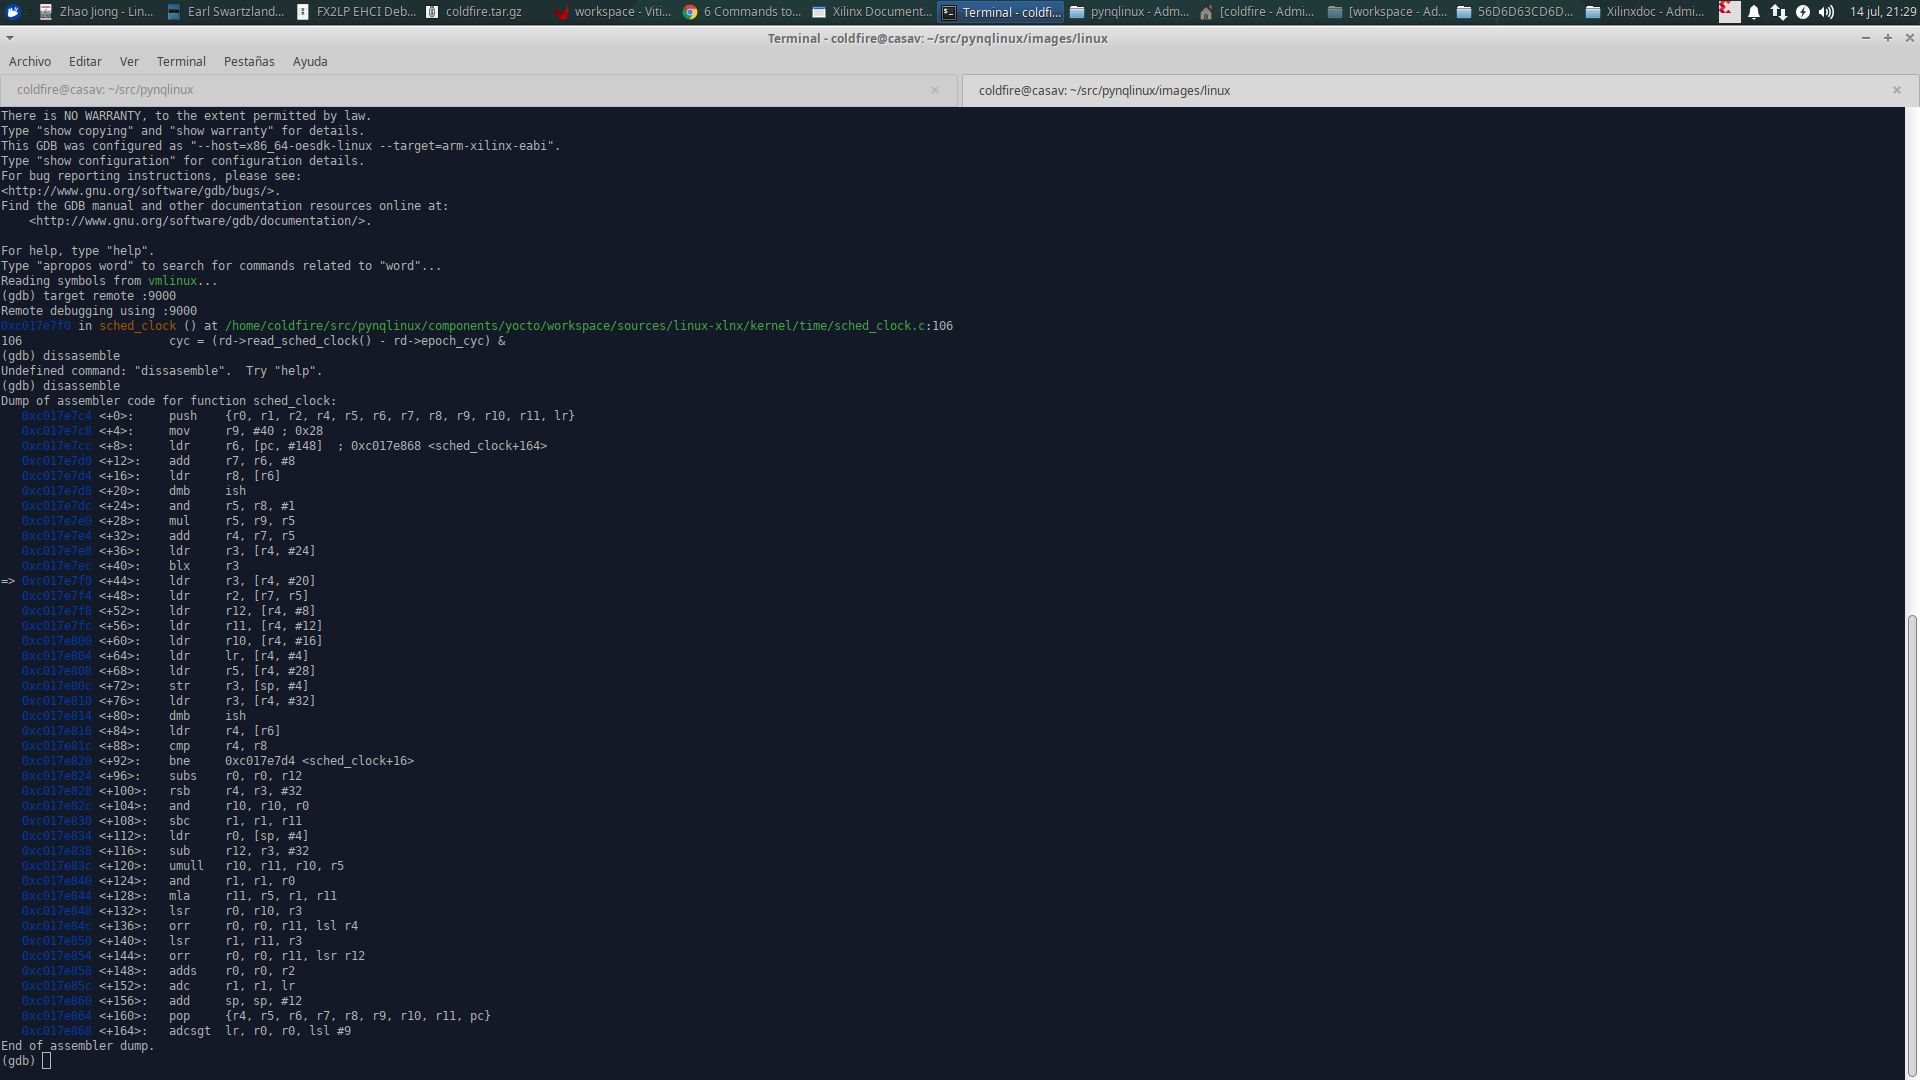 Zhao Jiong - Lin...
Earl Swartzland...
FX2LP EHCI Deb...
coldfire.tar.gz
workspace - Viti...
6 Commands to...
Xilinx Document...
Terminal - coldfi...
pynqlinux - Adm...
[coldfire - Admi...
[workspace - Ad...
56D6D63CD6D...
Xilinxdoc - Admi...
14 jul, 21:29
Terminal - coldfire@casav: ~/src/pynqlinux/images/linux
Archivo Editar Ver Terminal Pestañas Ayuda
coldfire@casav: ~/src/pynqlinux
coldfire@casav: ~/src/pynqlinux/images/linux
There is NO WARRANTY, to the extent permitted by law.
Type "show copying" and "show warranty" for details.
This GDB was configured as "--host=x86_64-oesdk-linux --target=arm-xilinx-eabi".
Type "show configuration" for configuration details.
For bug reporting instructions, please see:
<http://www.gnu.org/software/gdb/bugs/>.
Find the GDB manual and other documentation resources online at:
    <http://www.gnu.org/software/gdb/documentation/>.
For help, type "help".
Type "apropos word" to search for commands related to "word"...
Reading symbols from vmlinux...
(gdb) target remote :9000
Remote debugging using :9000
0xc017e7f0 in sched_clock () at /home/coldfire/src/pynqlinux/components/yocto/workspace/sources/linux-xlnx/kernel/time/sched_clock.c:106
106                     cyc = (rd->read_sched_clock() - rd->epoch_cyc) &
(gdb) dissasemble
Undefined command: "dissasemble".  Try "help".
(gdb) disassemble
Dump of assembler code for function sched_clock:
   0xc017e7c4 <+0>:     push    {r0, r1, r2, r4, r5, r6, r7, r8, r9, r10, r11, lr}
   0xc017e7c8 <+4>:     mov     r9, #40 ; 0x28
   0xc017e7cc <+8>:     ldr     r6, [pc, #148]  ; 0xc017e868 <sched_clock+164>
   0xc017e7d0 <+12>:    add     r7, r6, #8
   0xc017e7d4 <+16>:    ldr     r8, [r6]
   0xc017e7d8 <+20>:    dmb     ish
   0xc017e7dc <+24>:    and     r5, r8, #1
   0xc017e7e0 <+28>:    mul     r5, r9, r5
   0xc017e7e4 <+32>:    add     r4, r7, r5
   0xc017e7e8 <+36>:    ldr     r3, [r4, #24]
   0xc017e7ec <+40>:    blx     r3
=> 0xc017e7f0 <+44>:    ldr     r3, [r4, #20]
   0xc017e7f4 <+48>:    ldr     r2, [r7, r5]
   0xc017e7f8 <+52>:    ldr     r12, [r4, #8]
   0xc017e7fc <+56>:    ldr     r11, [r4, #12]
   0xc017e800 <+60>:    ldr     r10, [r4, #16]
   0xc017e804 <+64>:    ldr     lr, [r4, #4]
   0xc017e808 <+68>:    ldr     r5, [r4, #28]
   0xc017e80c <+72>:    str     r3, [sp, #4]
   0xc017e810 <+76>:    ldr     r3, [r4, #32]
   0xc017e814 <+80>:    dmb     ish
   0xc017e818 <+84>:    ldr     r4, [r6]
   0xc017e81c <+88>:    cmp     r4, r8
   0xc017e820 <+92>:    bne     0xc017e7d4 <sched_clock+16>
   0xc017e824 <+96>:    subs    r0, r0, r12
   0xc017e828 <+100>:   rsb     r4, r3, #32
   0xc017e82c <+104>:   and     r10, r10, r0
   0xc017e830 <+108>:   sbc     r1, r1, r11
   0xc017e834 <+112>:   ldr     r0, [sp, #4]
   0xc017e838 <+116>:   sub     r12, r3, #32
   0xc017e83c <+120>:   umull   r10, r11, r10, r5
   0xc017e840 <+124>:   and     r1, r1, r0
   0xc017e844 <+128>:   mla     r11, r5, r1, r11
   0xc017e848 <+132>:   lsr     r0, r10, r3
   0xc017e84c <+136>:   orr     r0, r0, r11, lsl r4
   0xc017e850 <+140>:   lsr     r1, r11, r3
   0xc017e854 <+144>:   orr     r0, r0, r11, lsr r12
   0xc017e858 <+148>:   adds    r0, r0, r2
   0xc017e85c <+152>:   adc     r1, r1, lr
   0xc017e860 <+156>:   add     sp, sp, #12
   0xc017e864 <+160>:   pop     {r4, r5, r6, r7, r8, r9, r10, r11, pc}
   0xc017e868 <+164>:   adcsgt  lr, r0, r0, lsl #9
End of assembler dump.
(gdb)